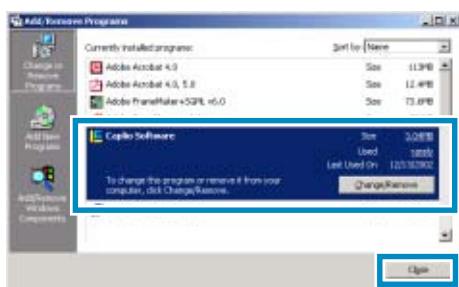 Add/Remove Programs
Change or Remove Programs
Add New Programs
Add/Remove Windows Components
Currently installed programs:
Sort by: Name
Adobe Acrobat 4.0
Size
Adobe Acrobat 4.0, 5.0
Size
Adobe FrameMaker+SGML v6.0
Size
Caplio Software
Size
Used rarely
Last Used On
To change this program or remove it from your
computer, click Change/Remove.
Change/Remove
Close